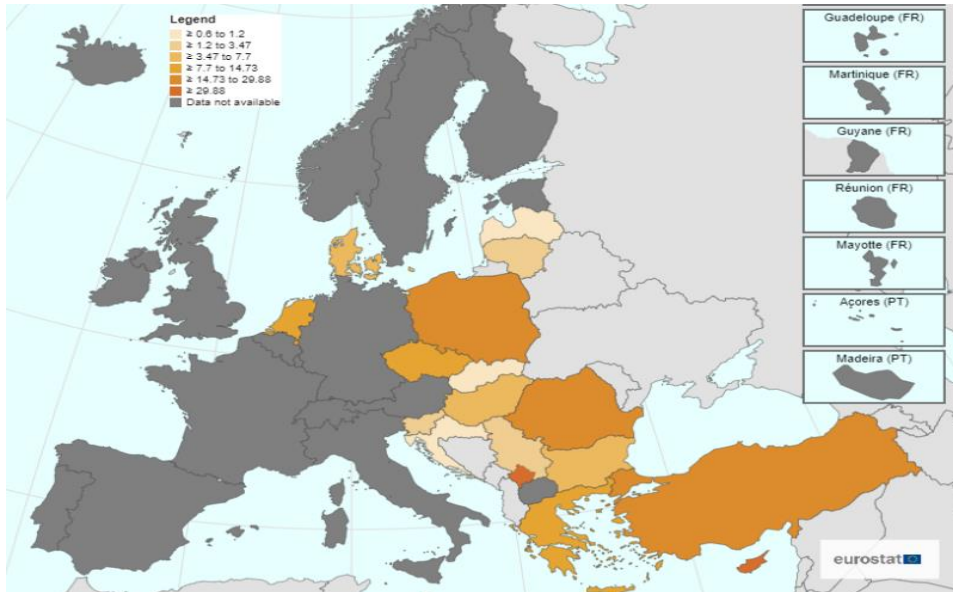 Legend
≥ 0.6 to 1.2
≥ 1.2 to 3.47
≥ 3.47 to 7.7
≥ 7.7 to 14.73
≥ 14.73 to 29.88
≥ 29.88
Data not available
Guadeloupe (FR)
Martinique (FR)
Guyane (FR)
Réunion (FR)
Mayotte (FR)
Açores (PT)
Madeira (PT)
eurostat